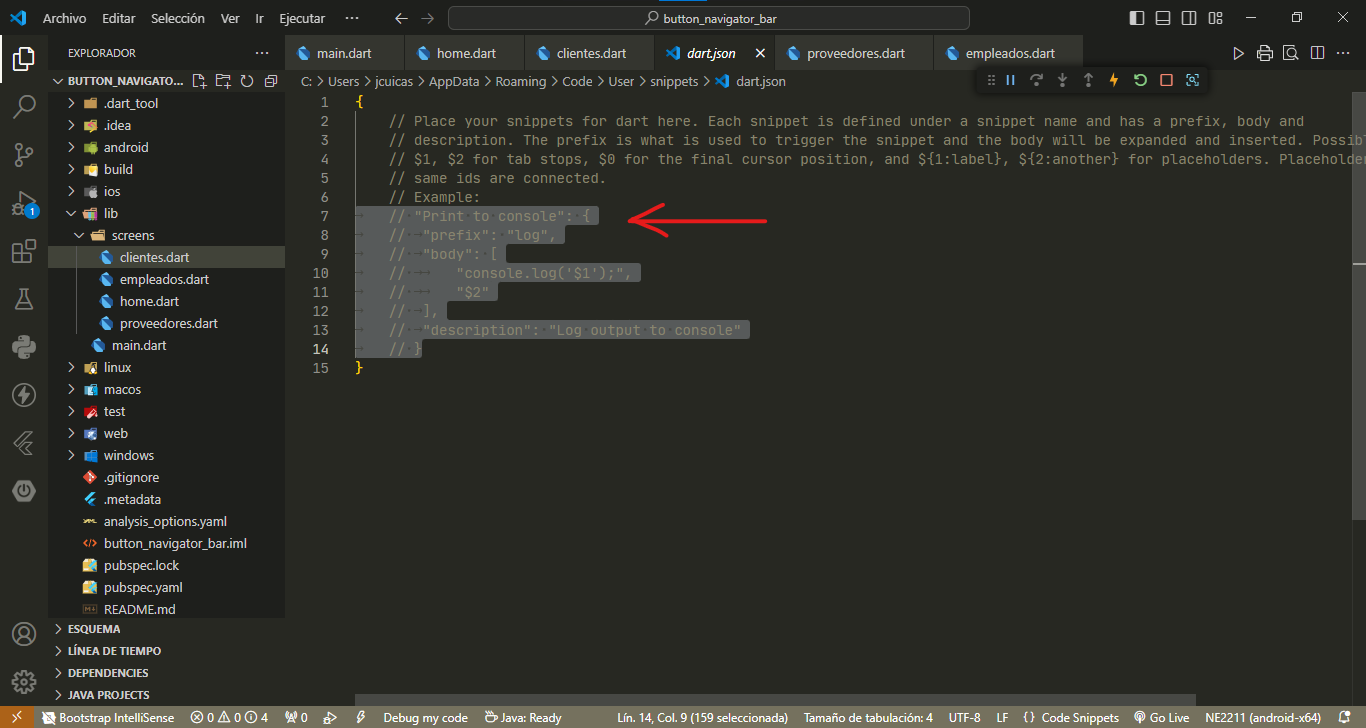 Archivo Editar Selección Ver Ir Ejecutar ···
button_navigator_bar
EXPLORADOR ···
BUTTON_NAVIGATO...
.dart_tool
.idea
android
build
ios
lib
screens
clientes.dart
empleados.dart
home.dart
proveedores.dart
main.dart
linux
macos
test
web
windows
.gitignore
.metadata
analysis_options.yaml
button_navigator_bar.iml
pubspec.lock
pubspec.yaml
README.md
ESQUEMA
LÍNEA DE TIEMPO
DEPENDENCIES
JAVA PROJECTS
1
main.dart home.dart clientes.dart dart.json proveedores.dart empleados.dart
C: > Users > jcuicas > AppData > Roaming > Code > User > snippets > dart.json
1 {
2 // Place your snippets for dart here. Each snippet is defined under a snippet name and has a prefix, body and
3 // description. The prefix is what is used to trigger the snippet and the body will be expanded and inserted. Possib
4 // $1, $2 for tab stops, $0 for the final cursor position, and ${1:label}, ${2:another} for placeholders. Placeholder
5 // same ids are connected.
6 // Example:
7 // "Print to console": {
8 // "prefix": "log",
9 // "body": [
10 // "console.log('$1');",
11 // "$2"
12 // ],
13 // "description": "Log output to console"
14 // }
15 }
Bootstrap IntelliSense 0 0 4 0 Debug my code Java: Ready Lín. 14, Col. 9 (159 seleccionada) Tamaño de tabulación: 4 UTF-8 LF {} Code Snippets Go Live NE2211 (android-x64)